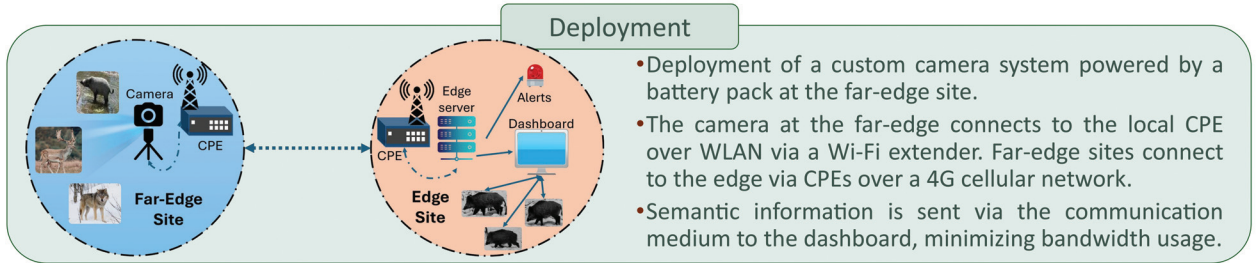 Deployment
Camera
CPE
Far-Edge
Site
CPE
Edge
server
Alerts
Dashboard
Edge
Site
•Deployment of a custom camera system powered by a
battery pack at the far-edge site.
•The camera at the far-edge connects to the local CPE
over WLAN via a Wi-Fi extender. Far-edge sites connect
to the edge via CPEs over a 4G cellular network.
•Semantic information is sent via the communication
medium to the dashboard, minimizing bandwidth usage.